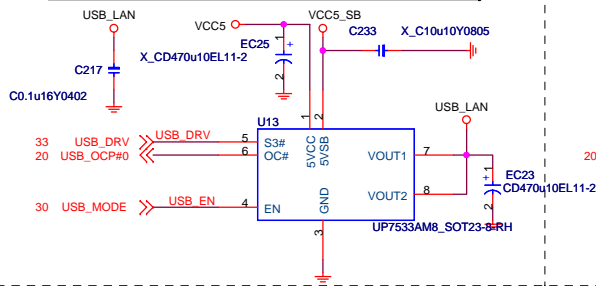 USB_LAN
VCC5
VCC5_SB
C233
X_C10u10Y0805
EC25
X_CD470u10EL11-2
1
+
2
C217
C0.1u16Y0402
U13
1
2
USB_LAN
33
USB_DRV
USB_DRV
5
S3#
5VCC
5VSB
VOUT1
7
20
USB_OCP#0
6
OC#
20
EC23
CD470u10EL11-2
1
+
2
VOUT2
8
30
USB_MODE
USB_EN
4
EN
GND
3
UP7533AM8_SOT23-8-RH